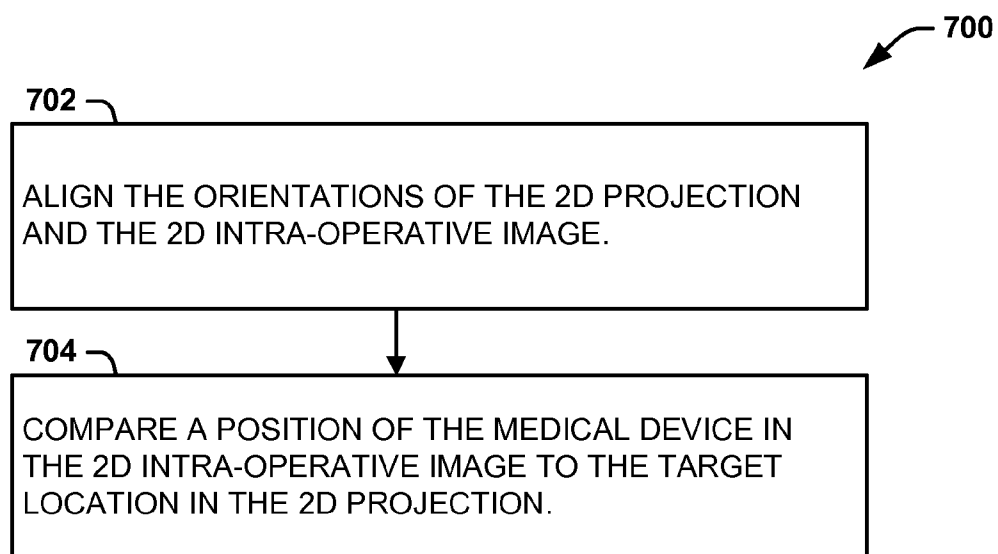 700
702
ALIGN THE ORIENTATIONS OF THE 2D PROJECTION
AND THE 2D INTRA-OPERATIVE IMAGE.
704
COMPARE A POSITION OF THE MEDICAL DEVICE IN
THE 2D INTRA-OPERATIVE IMAGE TO THE TARGET
LOCATION IN THE 2D PROJECTION.